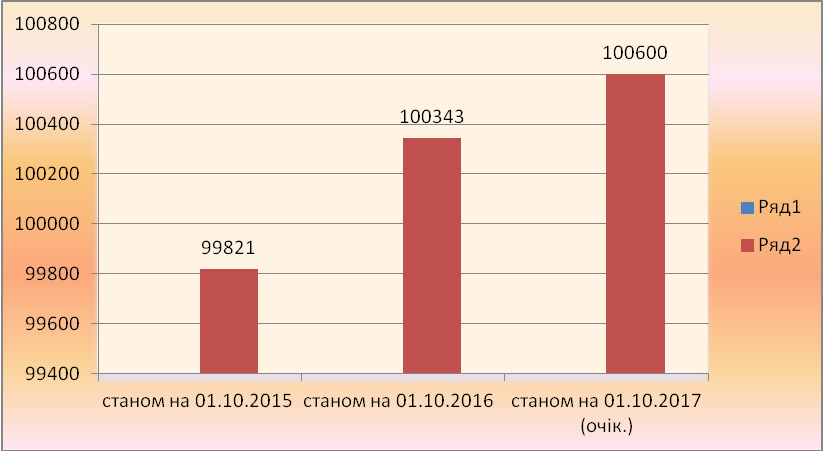 100800
100600
100400
100200
100000
99800
99600
99400
99821
100343
100600
станом на 01.10.2015
станом на 01.10.2016
станом на 01.10.2017
(очік.)
Ряд1
Ряд2